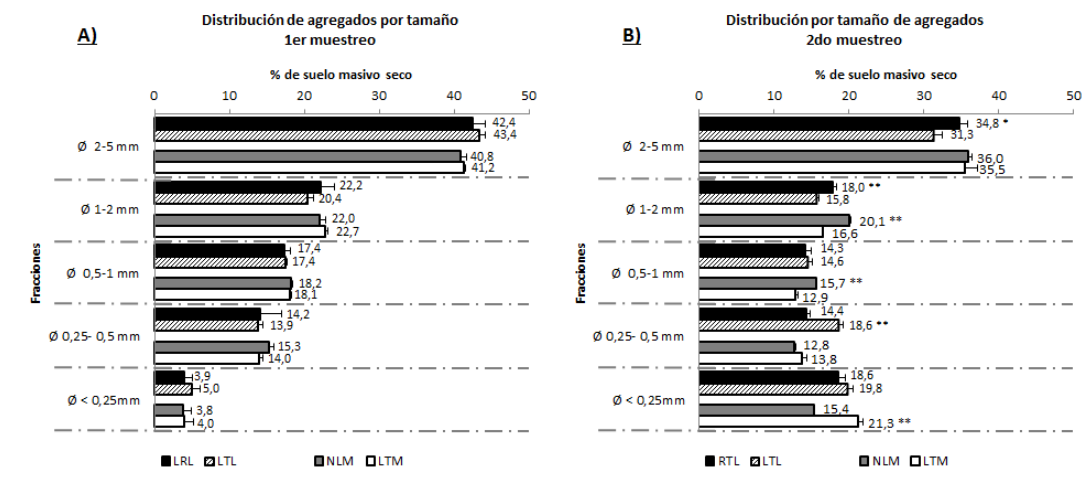 A)
Distribución de agregados por tamaño
1er muestreo
% de suelo masivo seco
0 10 20 30 40 50
Fracciones
Ø 2-5 mm
42,4
43,4
40,8
41,2
Ø 1-2 mm
22,2
20,4
22,0
22,7
Ø 0,5-1 mm
17,4
17,4
18,2
18,1
Ø 0,25- 0,5 mm
14,2
13,9
15,3
14,0
Ø < 0,25mm
3,9
5,0
3,8
4,0
LRL LTL NLM LTM
B)
Distribución por tamaño de agregados
2do muestreo
% de suelo masivo seco
0 10 20 30 40 50
Fracciones
Ø 2-5 mm
34,8 *
31,3
36,0
35,5
Ø 1-2 mm
18,0 **
15,8
20,1 **
16,6
Ø 0,5-1 mm
14,3
14,6
15,7 **
12,9
Ø 0,25- 0,5 mm
14,4
18,6 **
12,8
13,8
Ø < 0,25mm
18,6
19,8
15,4
21,3 **
RTL LTL NLM LTM